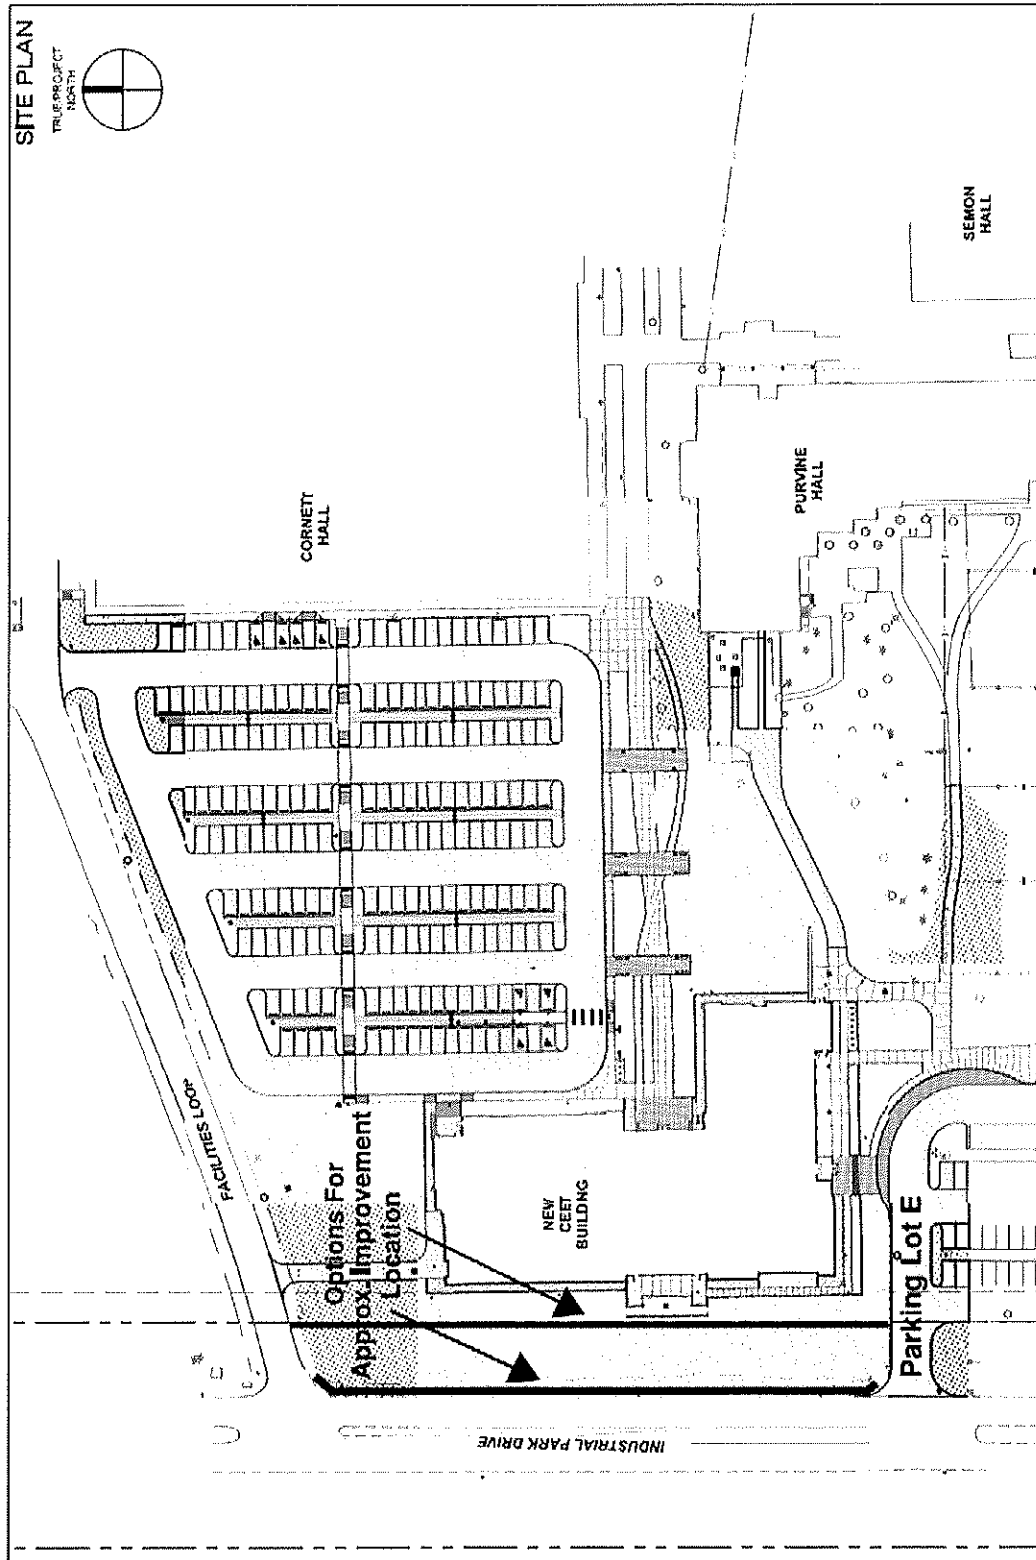 SITE PLAN
TRUE/PROJECT
NORTH
CORNETT
HALL
PURVINE
HALL
SEMON
HALL
FACILITIES LOOP
Options For
Approx. Improvement
Location
NEW
CEET
BUILDING
Parking Lot E
INDUSTRIAL PARK DRIVE